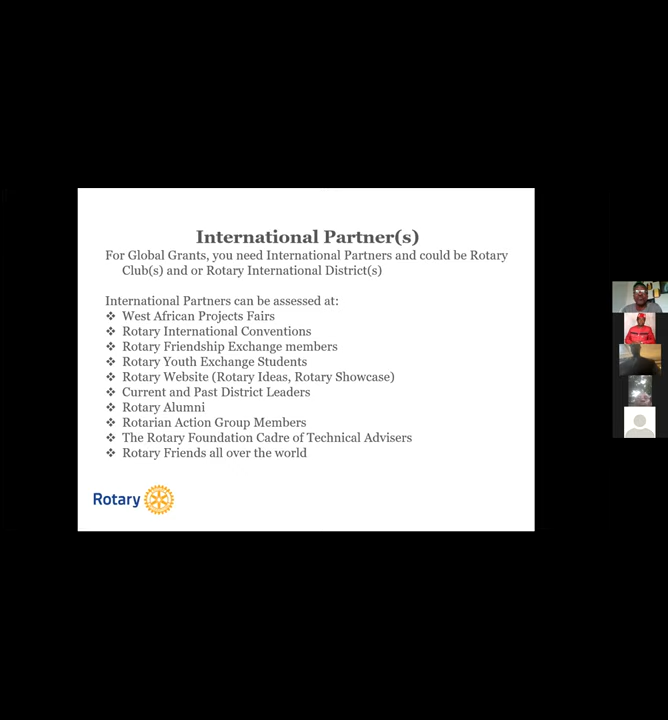 International Partner(s)
For Global Grants, you need International Partners and could be Rotary
Club(s) and or Rotary International District(s)
International Partners can be assessed at:
❖ West African Projects Fairs
❖ Rotary International Conventions
❖ Rotary Friendship Exchange members
❖ Rotary Youth Exchange Students
❖ Rotary Website (Rotary Ideas, Rotary Showcase)
❖ Current and Past District Leaders
❖ Rotary Alumni
❖ Rotarian Action Group Members
❖ The Rotary Foundation Cadre of Technical Advisers
❖ Rotary Friends all over the world
Rotary